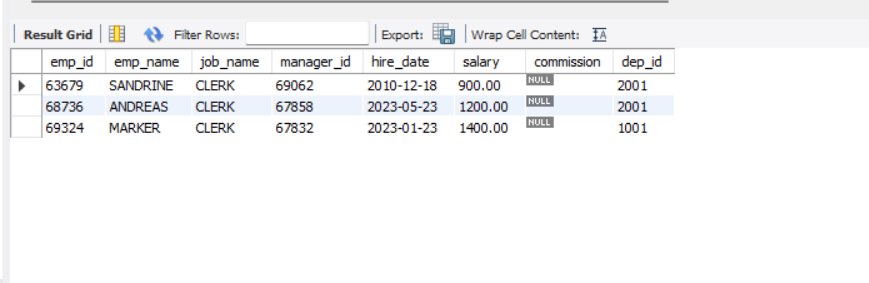 Result Grid Filter Rows: Export: Wrap Cell Content: IA
emp_id emp_name job_name manager_id hire_date salary commission dep_id
63679 SANDRINE CLERK 69062 2010-12-18 900.00 NULL 2001
68736 ANDREAS CLERK 67858 2023-05-23 1200.00 NULL 2001
69324 MARKER CLERK 67832 2023-01-23 1400.00 NULL 1001